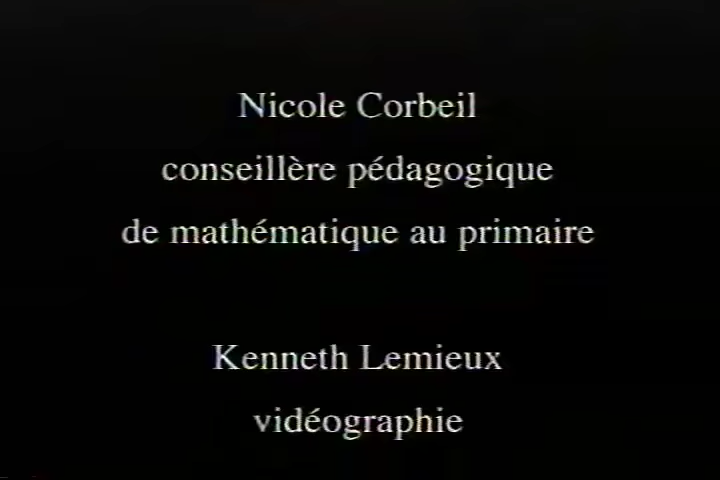 Nicole Corbeil
conseillère pédagogique
de mathématique au primaire
Kenneth Lemieux
vidéographie